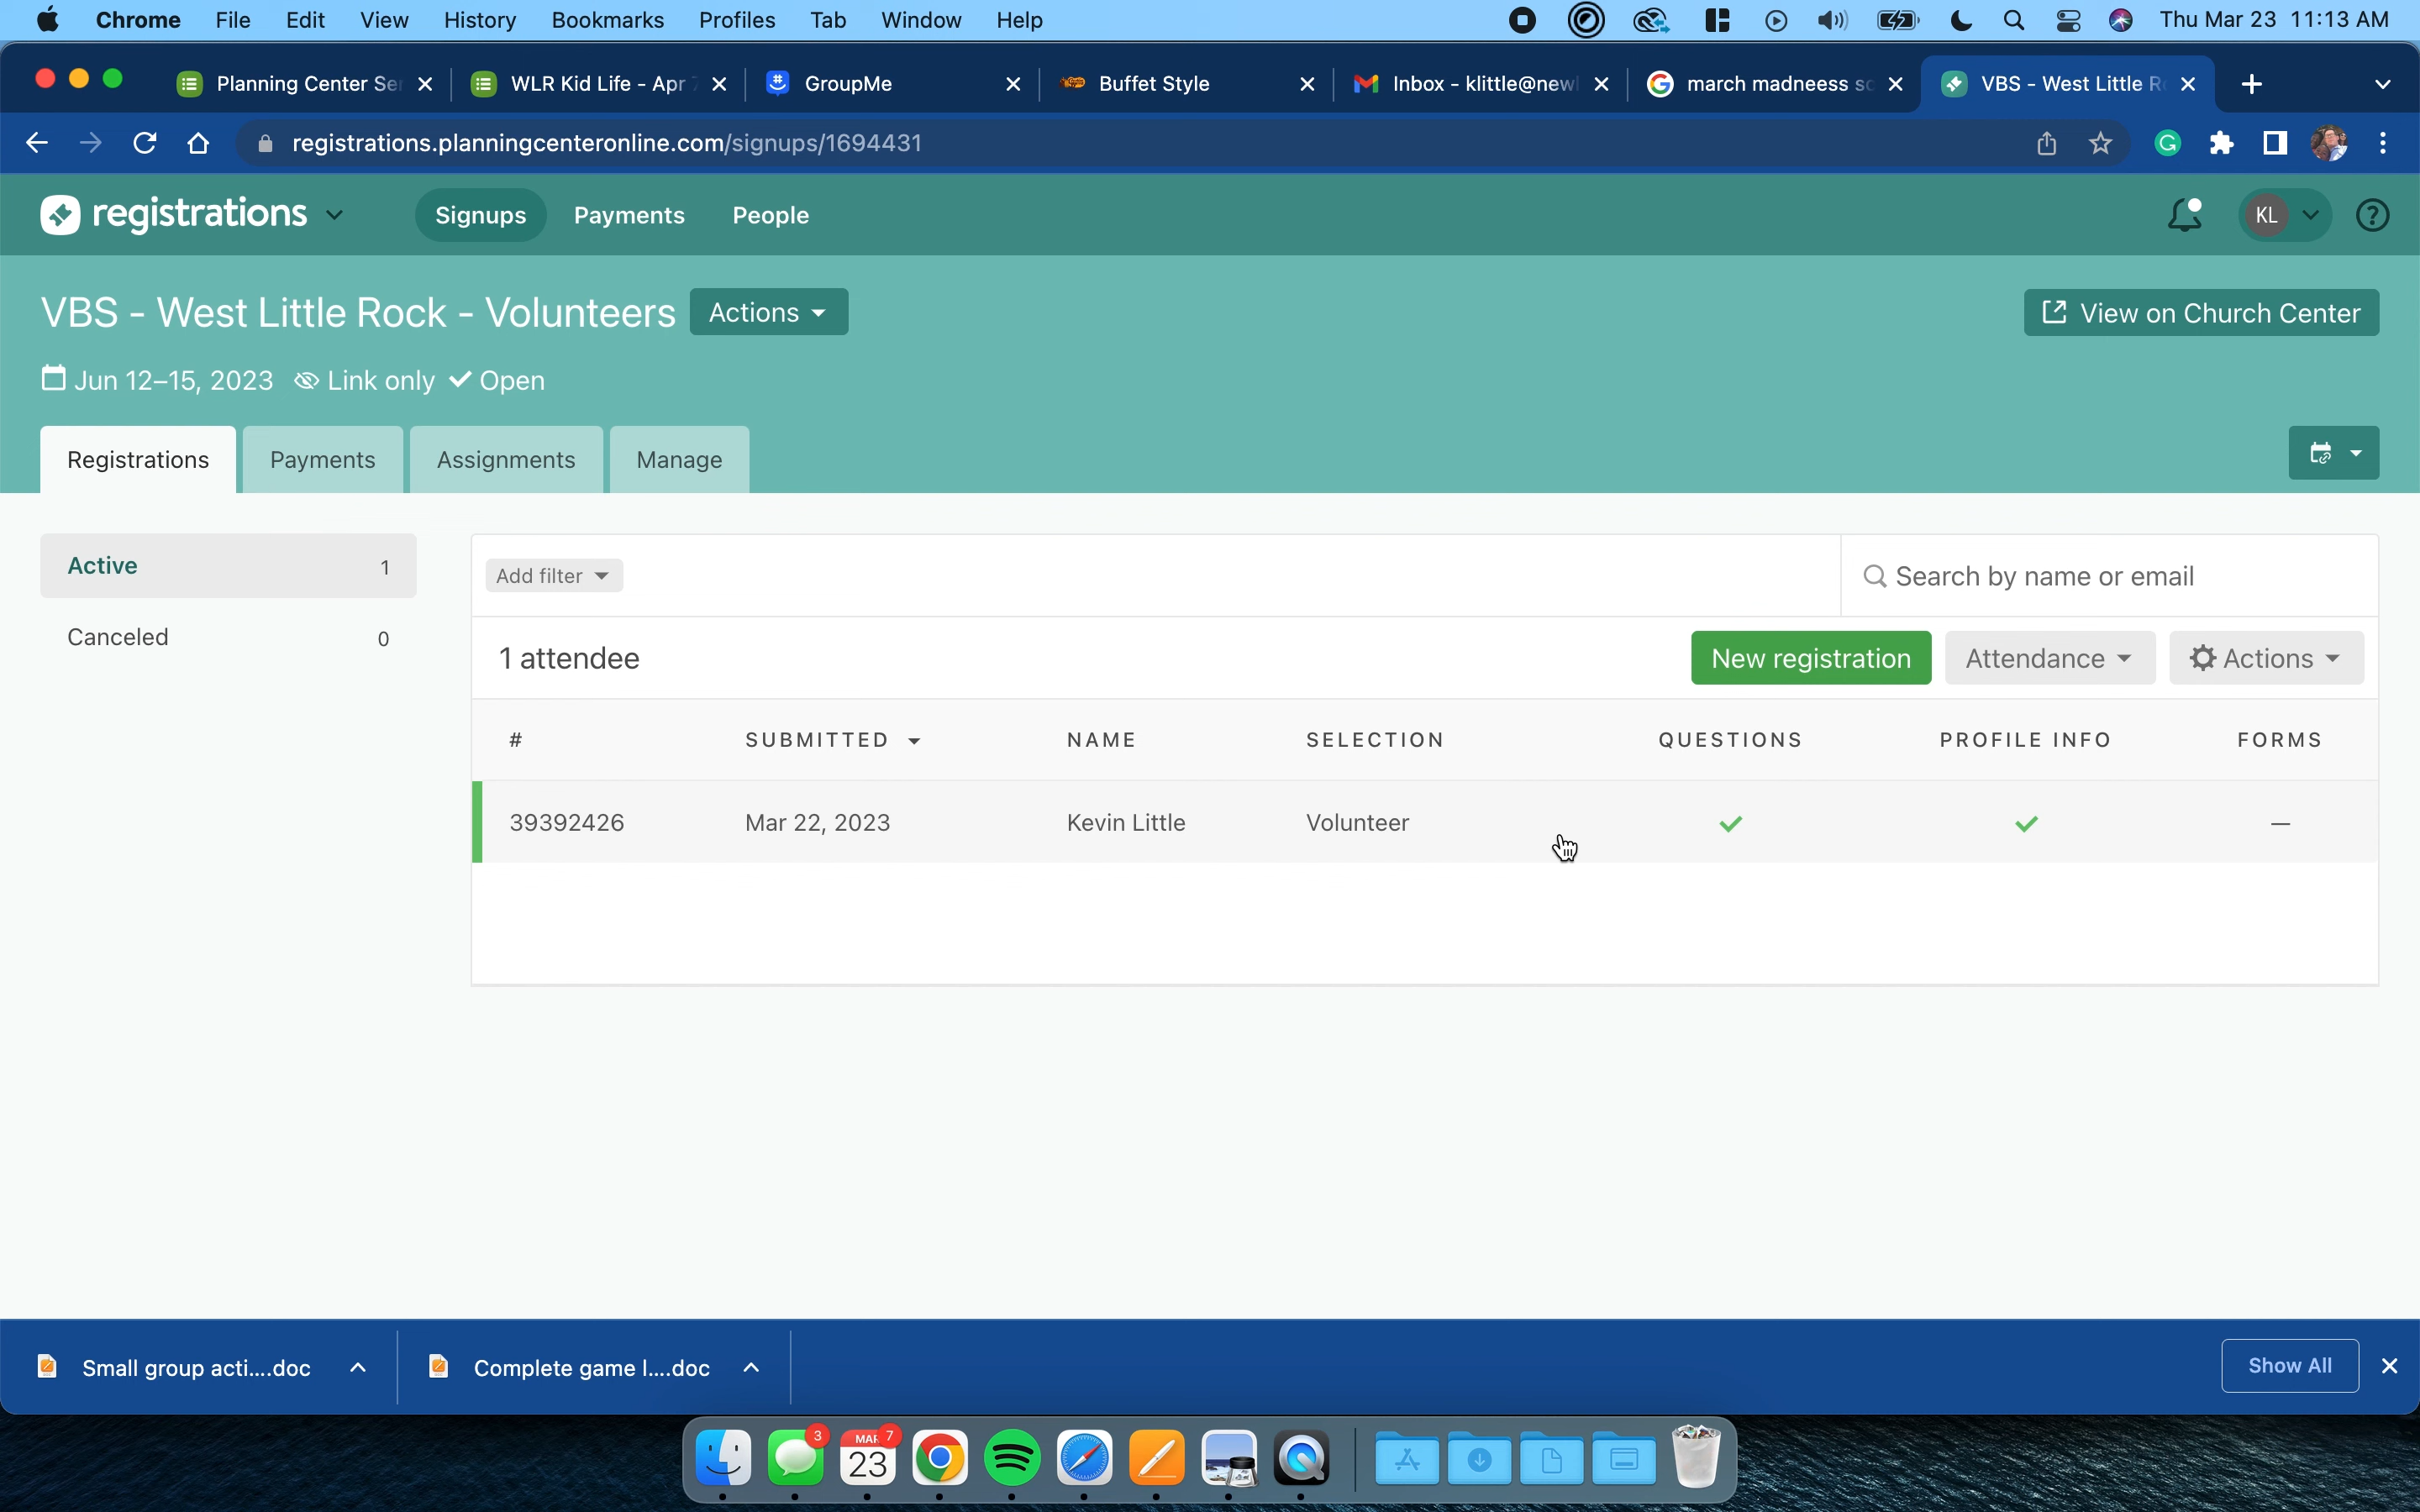 Chrome File Edit View History Bookmarks Profiles Tab Window Help Thu Mar 23 11:13 AM
Planning Center Se WLR Kid Life - Apr GroupMe Buffet Style Inbox - klittle@new march madneess sc VBS - West Little R
registrations.planningcenteronline.com/signups/1694431
registrations Signups Payments People KL
VBS - West Little Rock - Volunteers Actions View on Church Center
Jun 12–15, 2023 Link only Open
Registrations Payments Assignments Manage
Active 1
Add filter Search by name or email
Canceled 0
1 attendee New registration Attendance Actions
# SUBMITTED NAME SELECTION QUESTIONS PROFILE INFO FORMS
39392426 Mar 22, 2023 Kevin Little Volunteer —
Small group acti....doc Complete game l....doc Show All
3 MAR 7
23